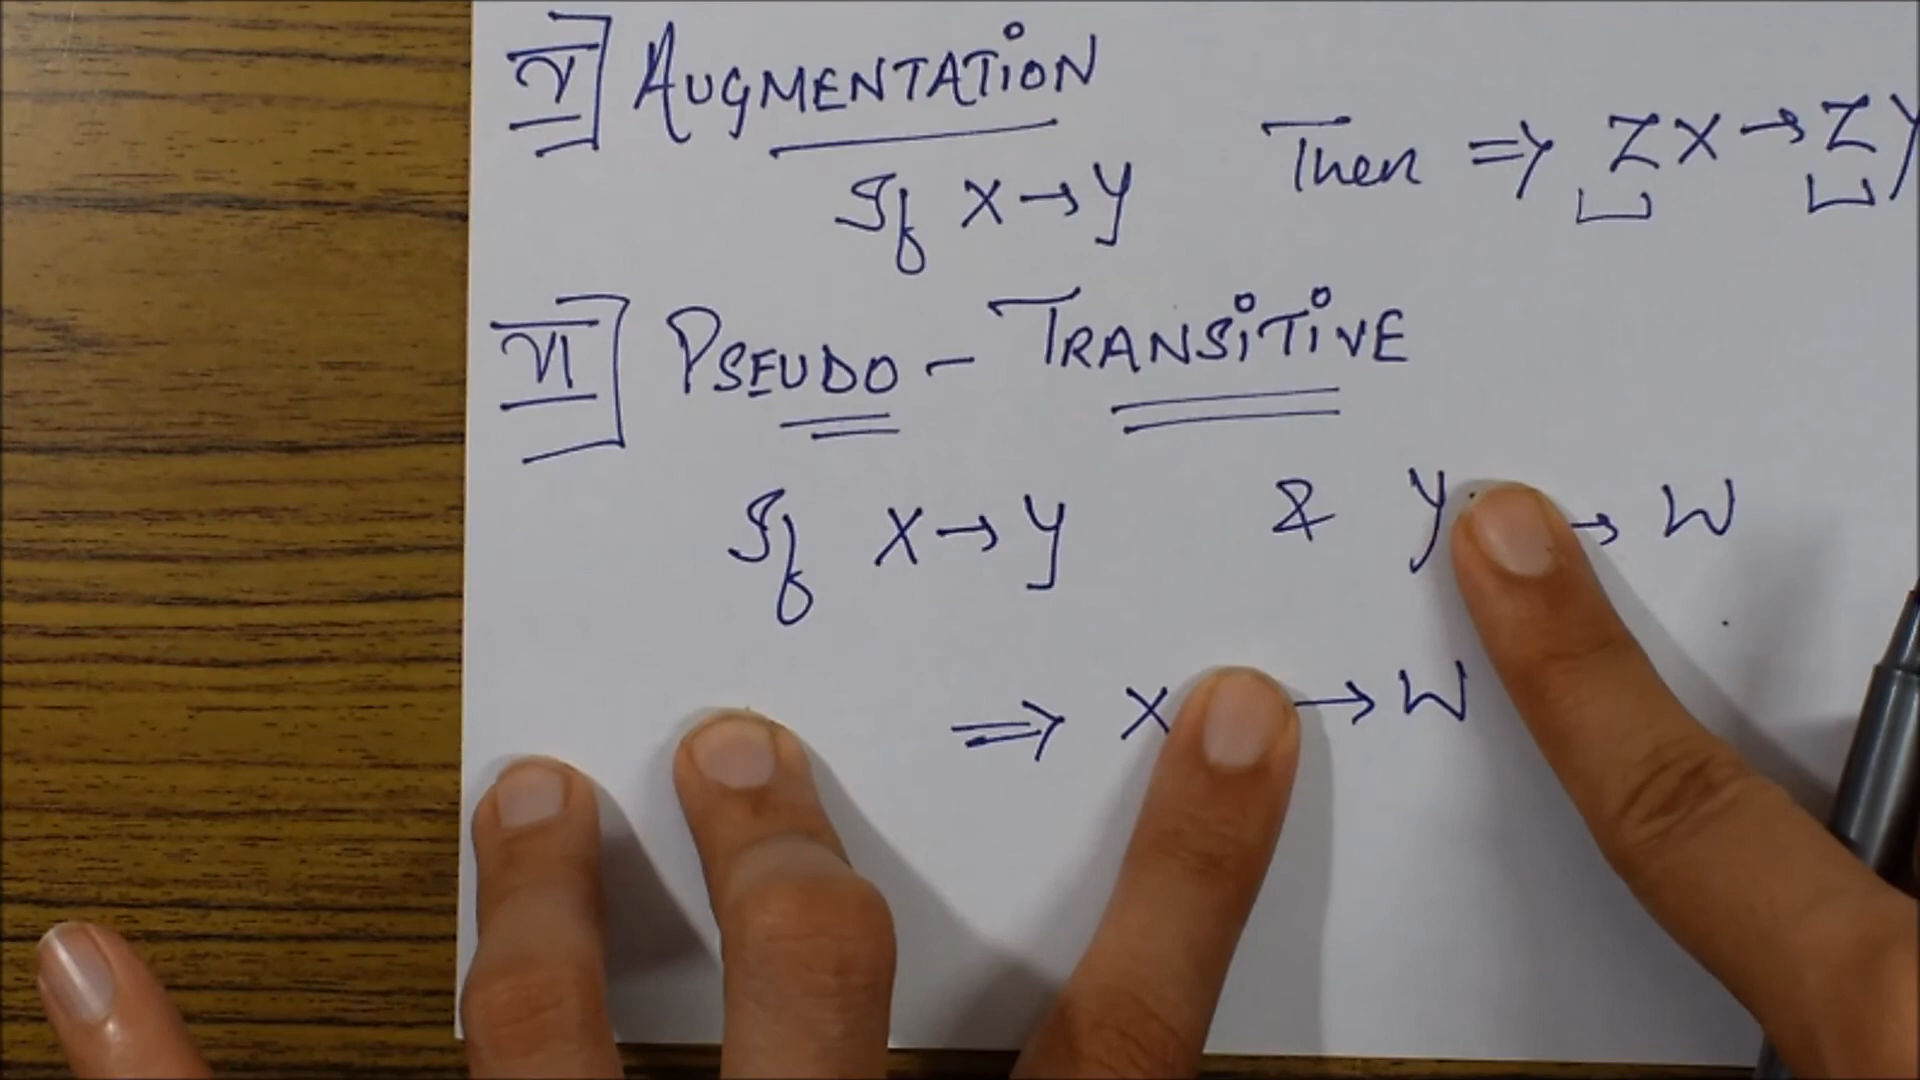 V] AUGMENTATION
If X → Y Then ⇒ ZX → ZY
VI] PSEUDO - TRANSITIVE
If X → Y & Y → W
⇒ X → W